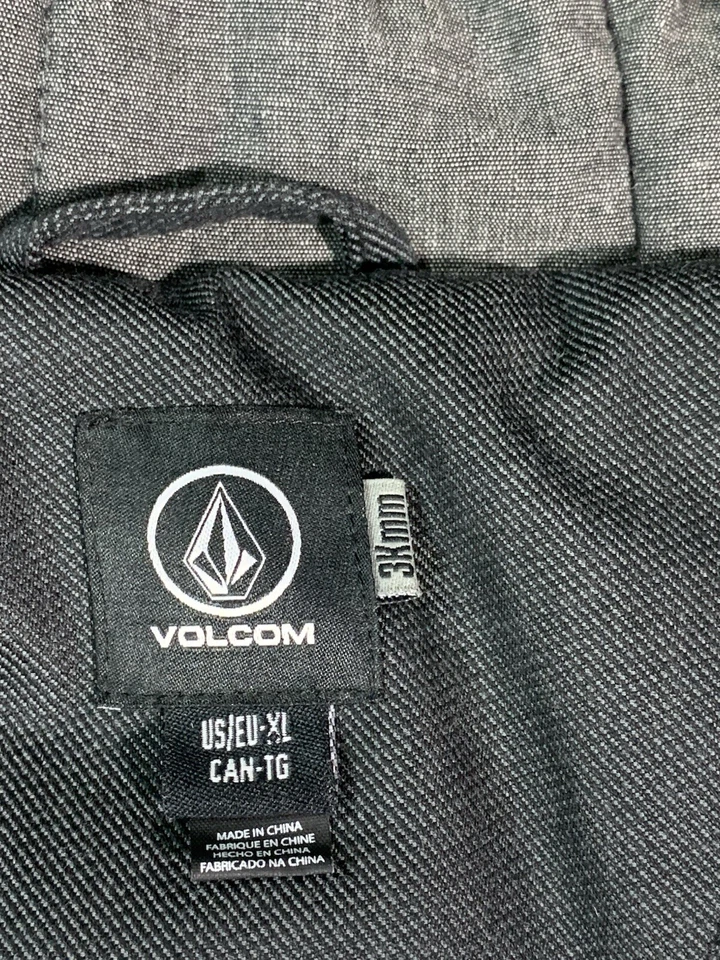 VOLCOM
3Kmm
US/EU-XL
CAN-TG
MADE IN CHINA
FABRIQUE EN CHINE
HECHO EN CHINA
FABRICADO NA CHINA